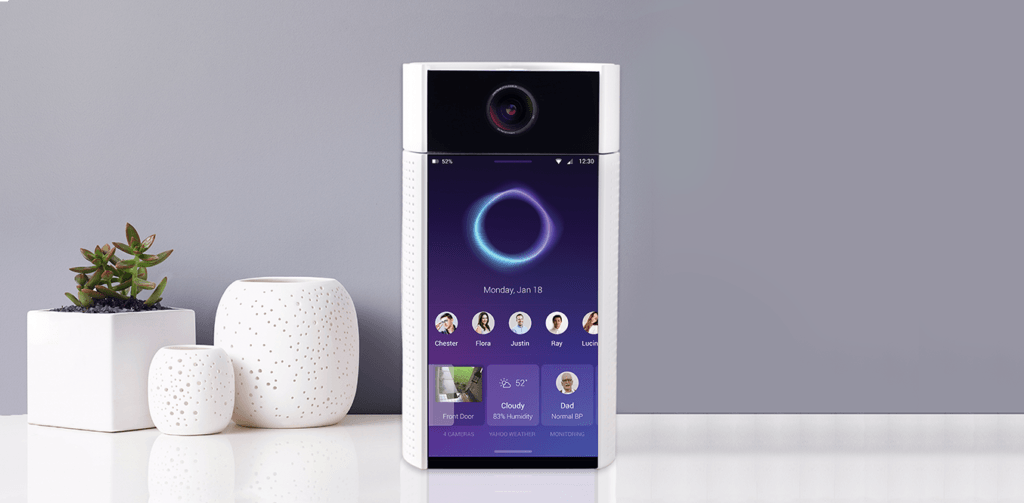 52% 12:30
Monday, Jan 18
Chester Flora Justin Ray Lucin
52°
Front Door Cloudy Dad
83% Humidity Normal BP
4 CAMERAS YAHOO WEATHER MONITORING